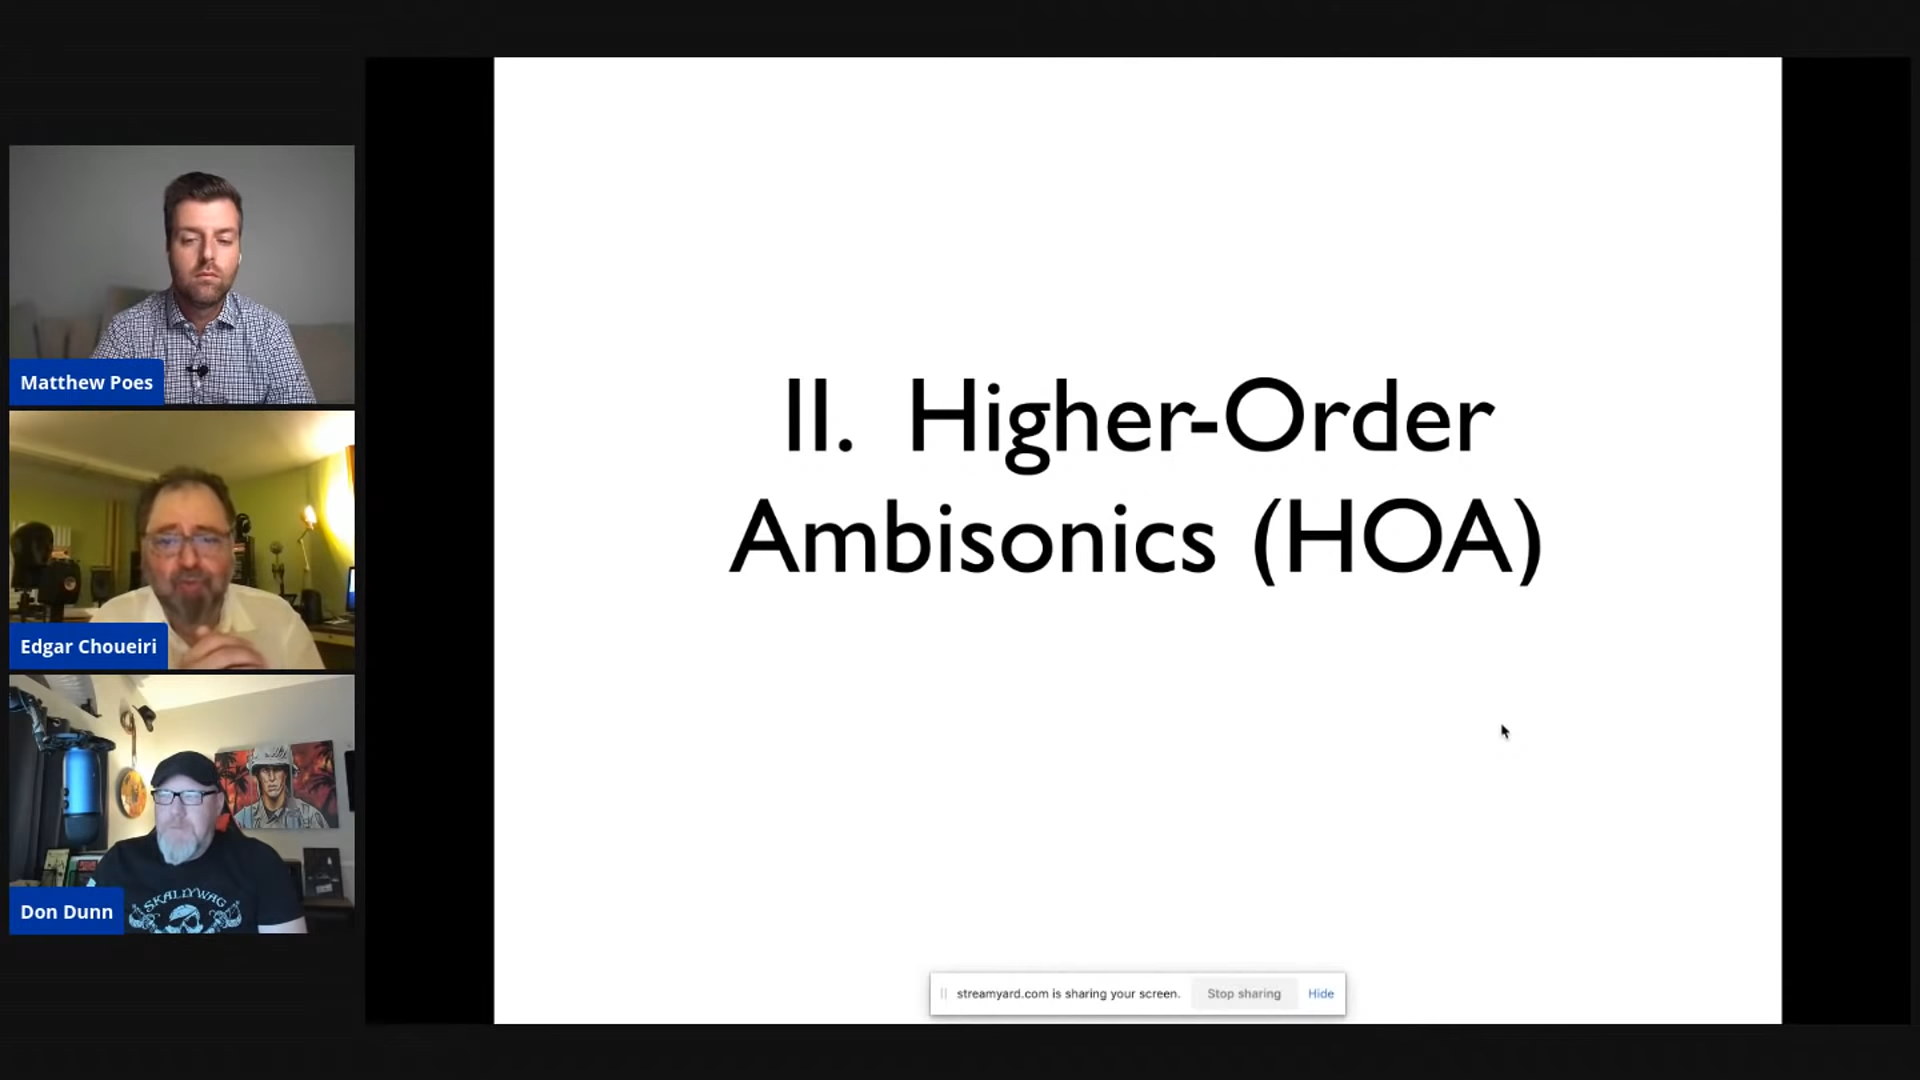 Matthew Poes
Edgar Choueiri
Don Dunn
SKALLYWAG
II. Higher-Order
Ambisonics (HOA)
streamyard.com is sharing your screen.
Stop sharing
Hide